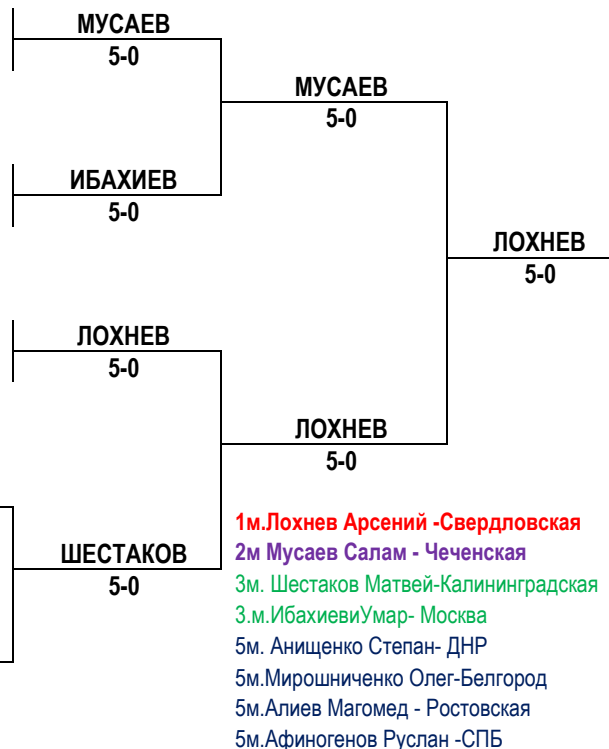 МУСАЕВ
5-0
МУСАЕВ
5-0
ИБАХИЕВ
5-0
ЛОХНЕВ
5-0
ЛОХНЕВ
5-0
ЛОХНЕВ
5-0
ШЕСТАКОВ
5-0
1м.Лохнев Арсений -Свердловская
2м Мусаев Салам - Чеченская
3м. Шестаков Матвей-Калининградская
3.м.ИбахиевиУмар- Москва
5м. Анищенко Степан- ДНР
5м.Мирошниченко Олег-Белгород
5м.Алиев Магомед - Ростовская
5м.Афиногенов Руслан -СПБ